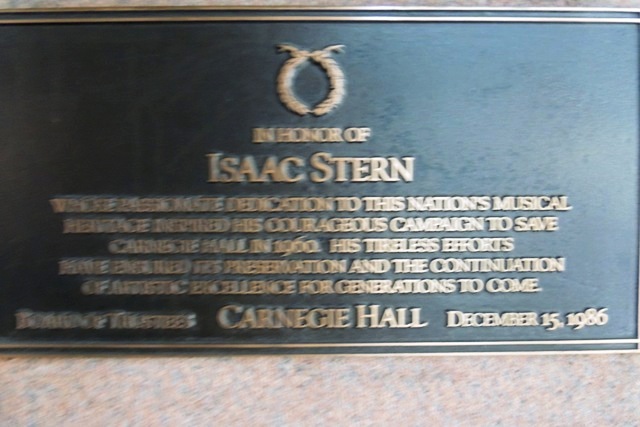 IN HONOR OF
ISAAC STERN
WHOSE PASSIONATE DEDICATION TO THIS NATION'S MUSICAL
HERITAGE INSPIRED HIS COURAGEOUS CAMPAIGN TO SAVE
CARNEGIE HALL IN 1960. HIS TIRELESS EFFORTS
HAVE ENSURED ITS PRESERVATION AND THE CONTINUATION
OF ARTISTIC EXCELLENCE FOR GENERATIONS TO COME.
BOARD OF TRUSTEES CARNEGIE HALL DECEMBER 15, 1986